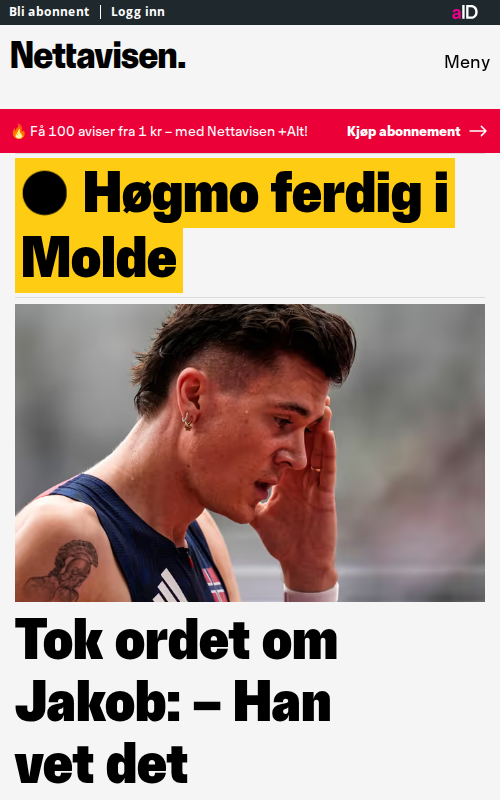 Bli abonnent | Logg inn
aID
Nettavisen.
Meny
🔥 Få 100 aviser fra 1 kr – med Nettavisen +Alt!
Kjøp abonnement →
● Høgmo ferdig i
Molde
Tok ordet om
Jakob: – Han
vet det